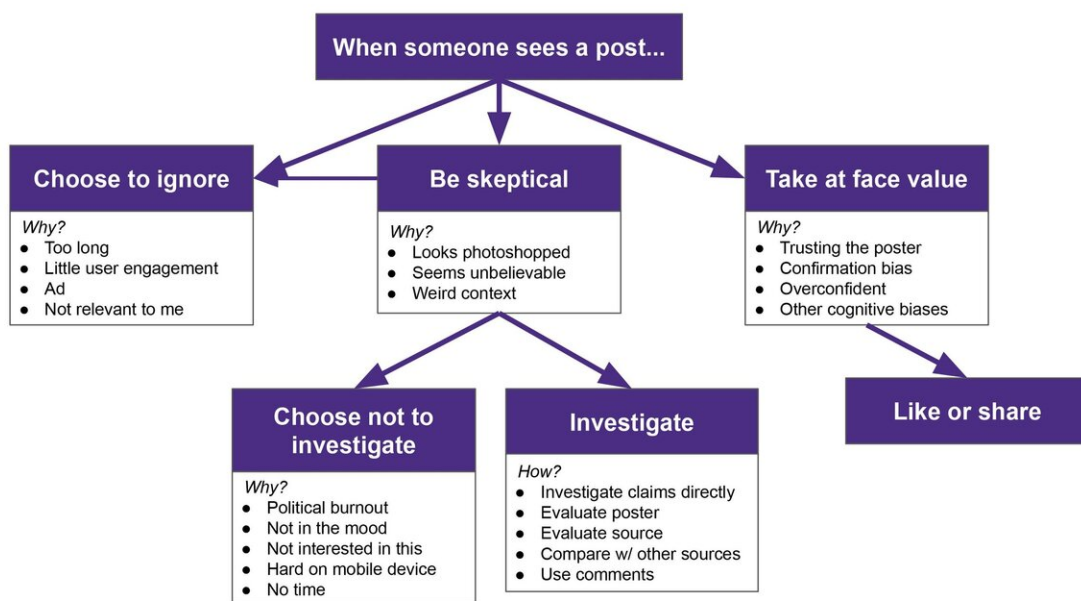 When someone sees a post...
Choose to ignore
Why?
● Too long
● Little user engagement
● Ad
● Not relevant to me
Be skeptical
Why?
● Looks photoshopped
● Seems unbelievable
● Weird context
Take at face value
Why?
● Trusting the poster
● Confirmation bias
● Overconfident
● Other cognitive biases
Choose not to
investigate
Why?
● Political burnout
● Not in the mood
● Not interested in this
● Hard on mobile device
● No time
Investigate
How?
● Investigate claims directly
● Evaluate poster
● Evaluate source
● Compare w/ other sources
● Use comments
Like or share